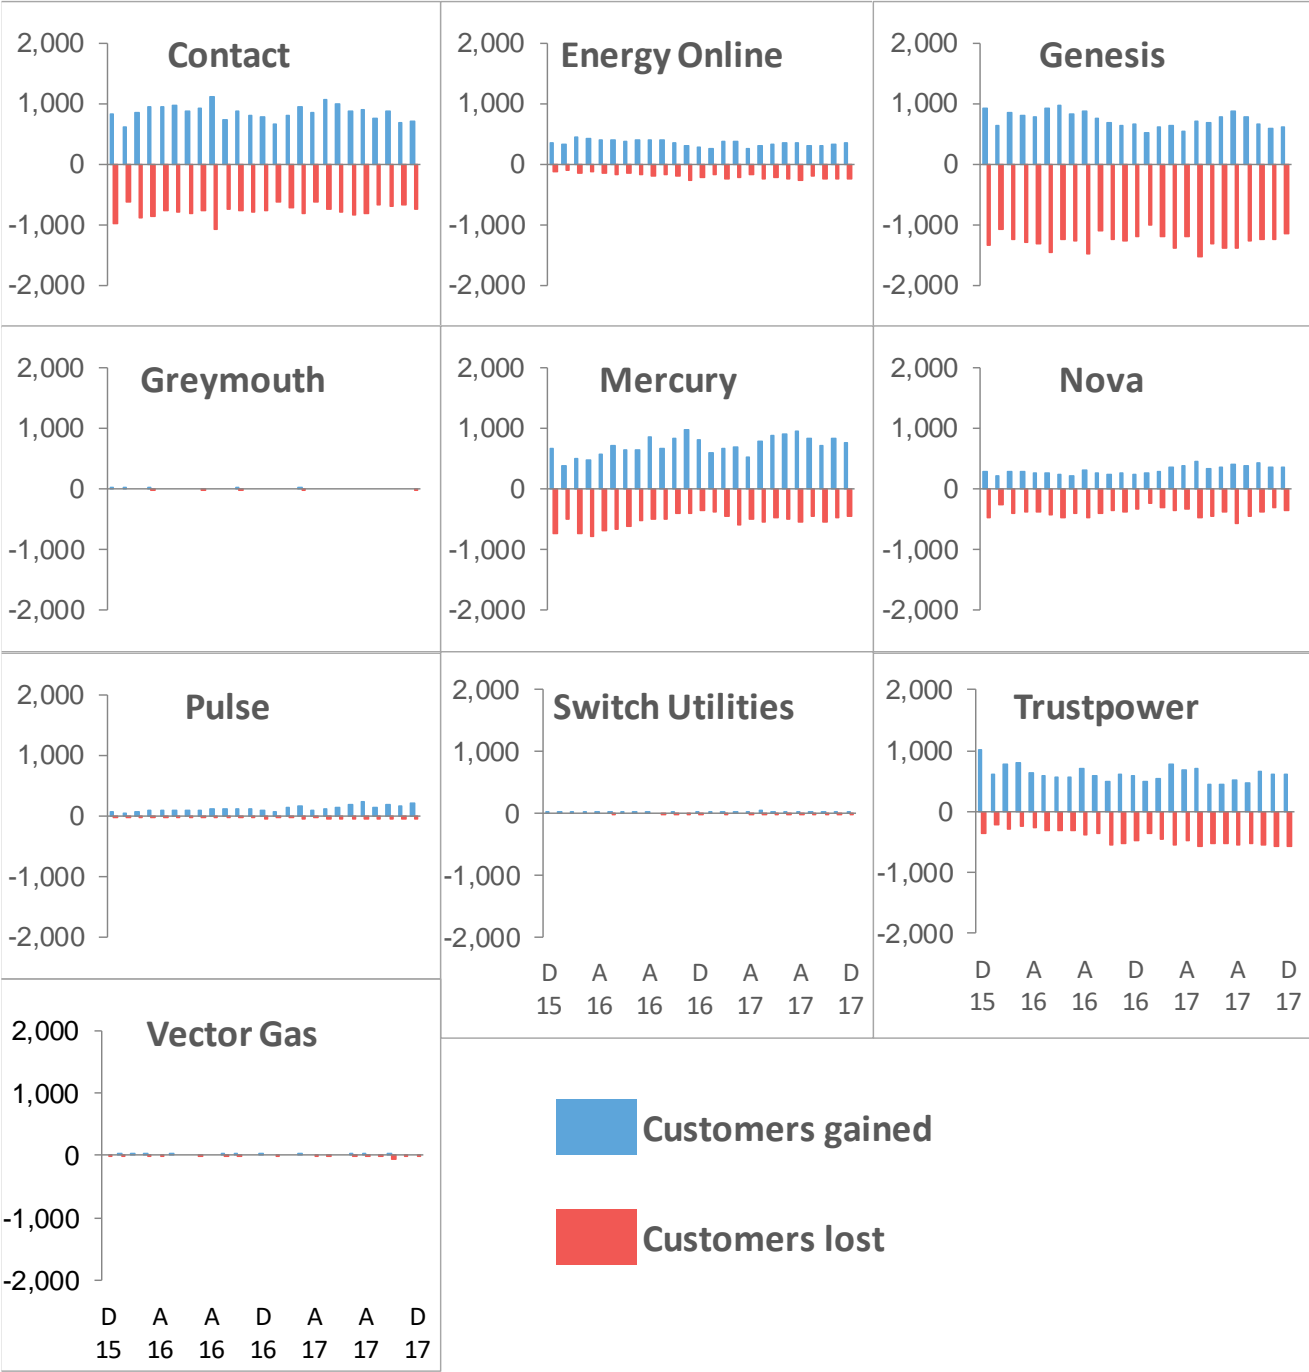 Contact
2,000
1,000
0
-1,000
-2,000
Energy Online
2,000
1,000
0
-1,000
-2,000
Genesis
2,000
1,000
0
-1,000
-2,000
Greymouth
2,000
1,000
0
-1,000
-2,000
Mercury
2,000
1,000
0
-1,000
-2,000
Nova
2,000
1,000
0
-1,000
-2,000
Pulse
2,000
1,000
0
-1,000
-2,000
Switch Utilities
2,000
1,000
0
-1,000
-2,000
D A A D A A D
15 16 16 16 17 17 17
Trustpower
2,000
1,000
0
-1,000
-2,000
D A A D A A D
15 16 16 16 17 17 17
Vector Gas
2,000
1,000
0
-1,000
-2,000
D A A D A A D
15 16 16 16 17 17 17
Customers gained
Customers lost